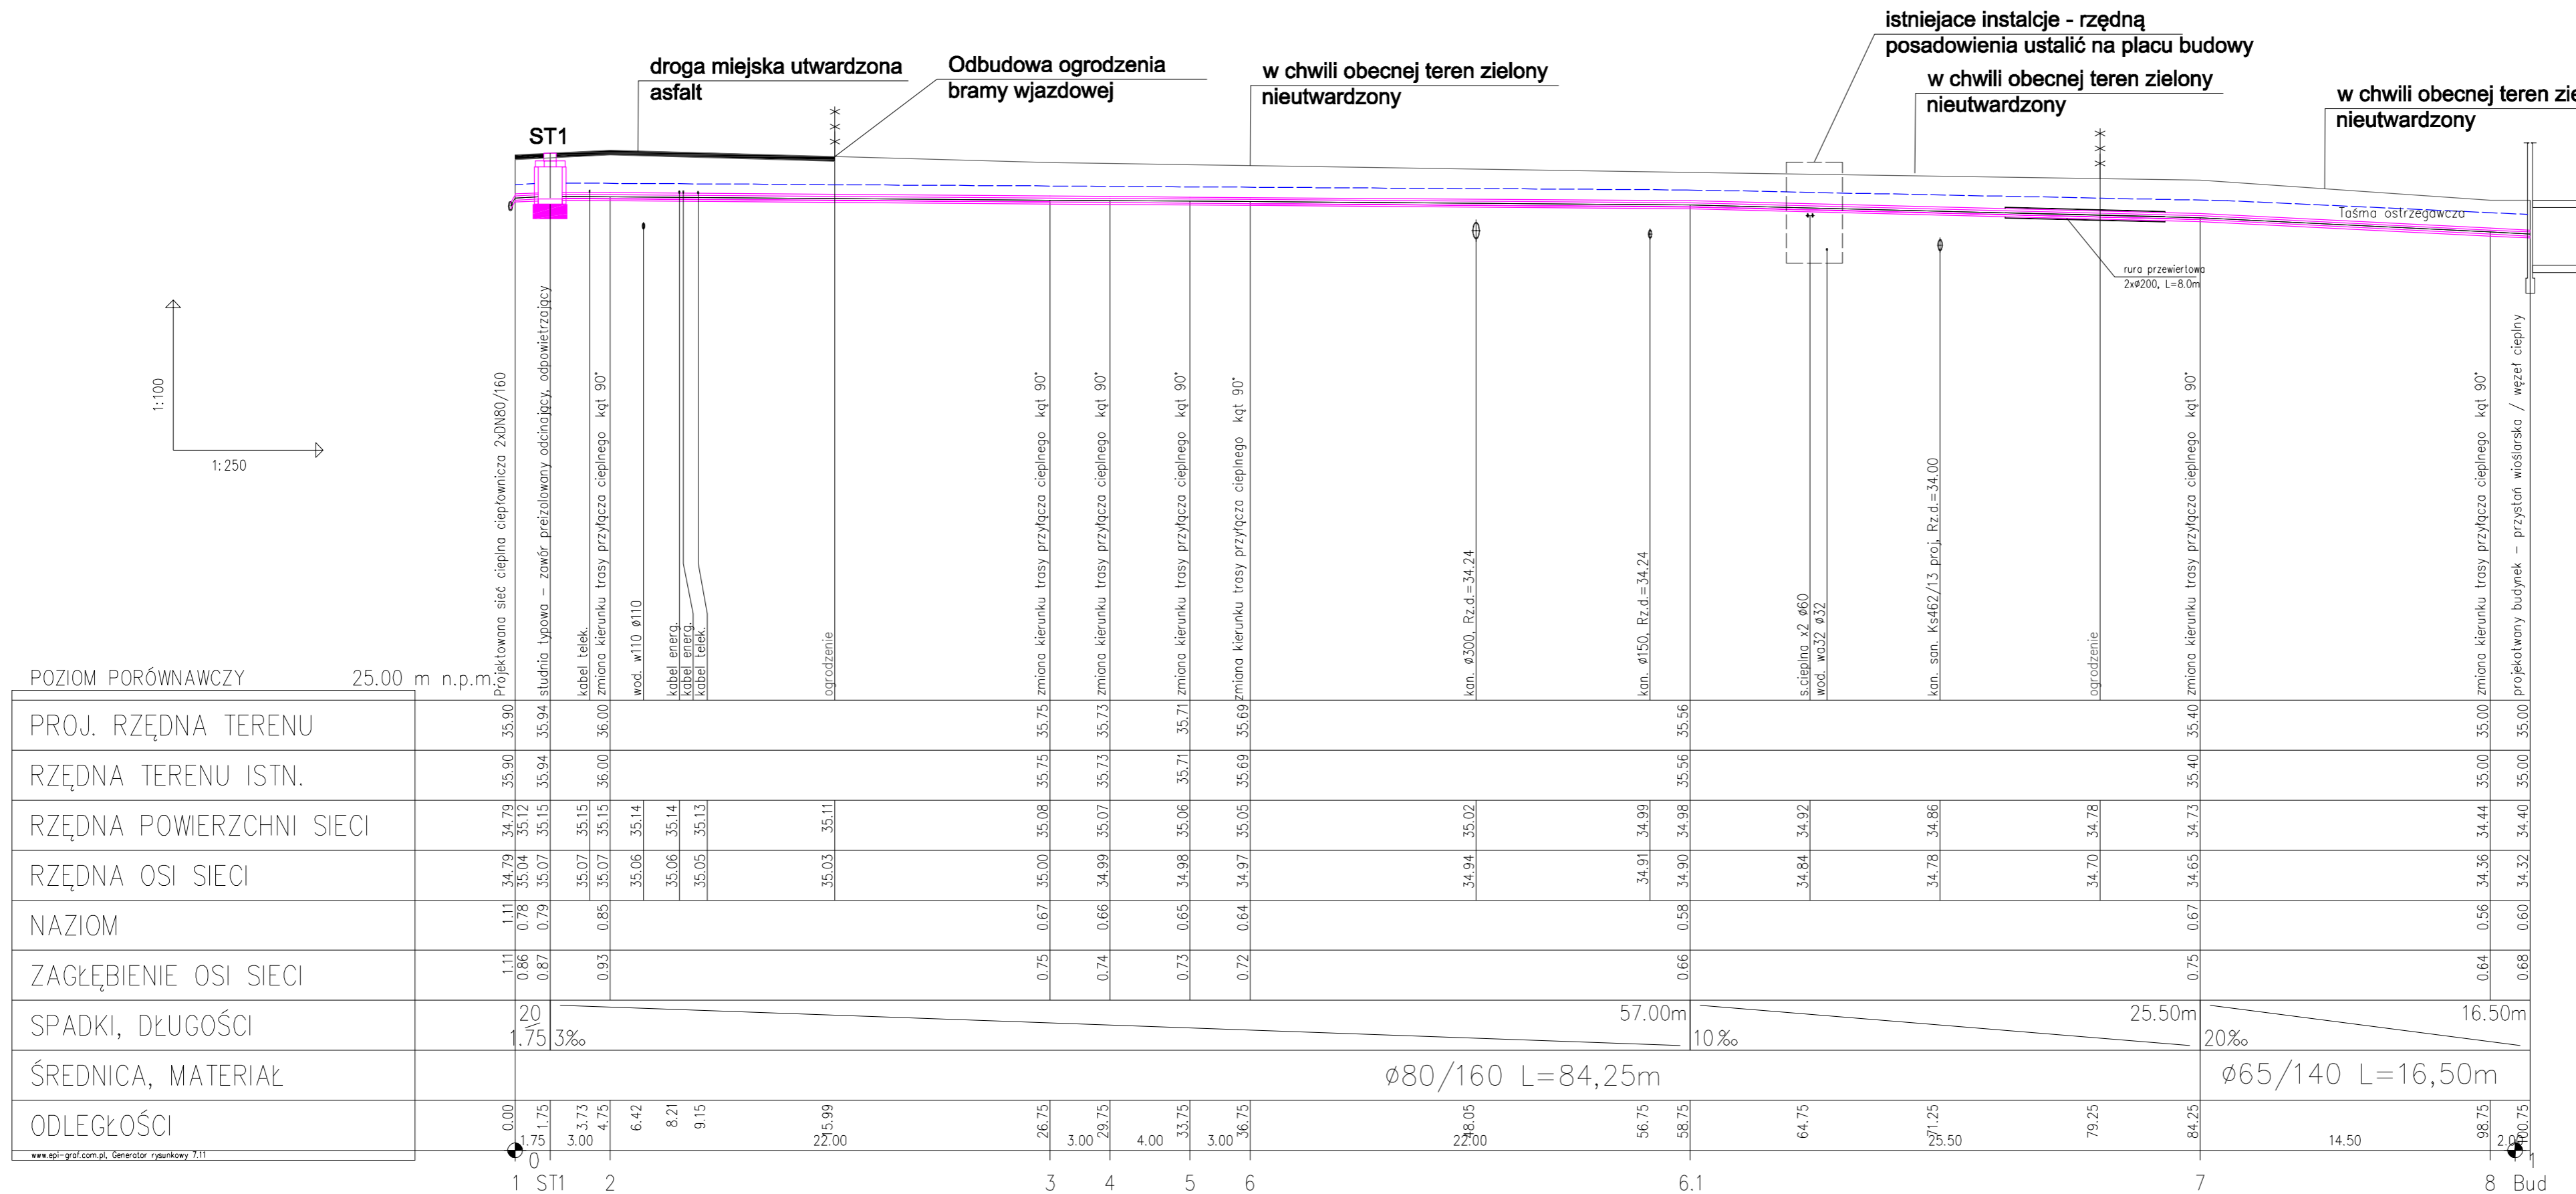 istniejace instalcje - rzędną
posadowienia ustalić na placu budowy
droga miejska utwardzona
asfalt
Odbudowa ogrodzenia
bramy wjazdowej
w chwili obecnej teren zielony
nieutwardzony
w chwili obecnej teren zielony
nieutwardzony
w chwili obecnej teren zie
nieutwardzony
ST1
Taśma ostrzegawcza
rura przewiertowa
2xø200, L=8.0m
1:100
1:250
Projektowana sieć cieplna ciepłownicza 2xDN80/160
studnia typowa – zawór preizolowany odcinający, odpowietrzający
kabel telek.
zmiana kierunku trasy przyłącza cieplnego kąt 90°
wod. w110 ø110
kabel energ.
kabel energ.
kabel telek.
ogrodzenie
zmiana kierunku trasy przyłącza cieplnego kąt 90°
zmiana kierunku trasy przyłącza cieplnego kąt 90°
zmiana kierunku trasy przyłącza cieplnego kąt 90°
zmiana kierunku trasy przyłącza cieplnego kąt 90°
kan. ø300, Rz.d.=34.24
kan. ø150, Rz.d.=34.24
s.cieplna x2 ø60
wod. wa32 ø32
kan. san. Ks462/13 proj, Rz.d.=34.00
ogrodzenie
zmiana kierunku trasy przyłącza cieplnego kąt 90°
zmiana kierunku trasy przyłącza cieplnego kąt 90°
projekotwany budynek – przystań wioślarska / węzeł cieplny
POZIOM PORÓWNAWCZY 25.00 m n.p.m.
PROJ. RZĘDNA TERENU 35.90 35.94 36.00 35.75 35.73 35.71 35.69 35.56 35.40 35.00 35.00
RZĘDNA TERENU ISTN. 35.90 35.94 36.00 35.75 35.73 35.71 35.69 35.56 35.40 35.00 35.00
RZĘDNA POWIERZCHNI SIECI 34.79 35.12 35.15 35.15 35.15 35.14 35.14 35.13 35.11 35.08 35.07 35.06 35.05 35.02 34.99 34.98 34.92 34.86 34.78 34.73 34.44 34.40
RZĘDNA OSI SIECI 34.79 35.04 35.07 35.07 35.07 35.06 35.06 35.05 35.03 35.00 34.99 34.98 34.97 34.94 34.91 34.90 34.84 34.78 34.70 34.65 34.36 34.32
NAZIOM 1.11 0.78 0.79 0.85 0.67 0.66 0.65 0.64 0.58 0.67 0.56 0.60
ZAGŁĘBIENIE OSI SIECI 1.11 0.86 0.87 0.93 0.75 0.74 0.73 0.72 0.66 0.75 0.64 0.68
SPADKI, DŁUGOŚCI 20 57.00m 25.50m 16.50m
1.75 3‰ 10‰ 20‰
ŚREDNICA, MATERIAŁ ø80/160 L=84,25m ø65/140 L=16,50m
ODLEGŁOŚCI 0.00 1.75 3.73 4.75 6.42 8.21 9.15 15.99 26.75 29.75 33.75 36.75 48.05 56.75 58.75 64.75 71.25 79.25 84.25 98.75 100.75
1.75 3.00 22.00 3.00 4.00 3.00 22.00 25.50 14.50 2.00
www.epi-graf.com.pl, Generator rysunkowy 7.11
0 1
1 ST1 2 3 4 5 6 6.1 7 8 Bud